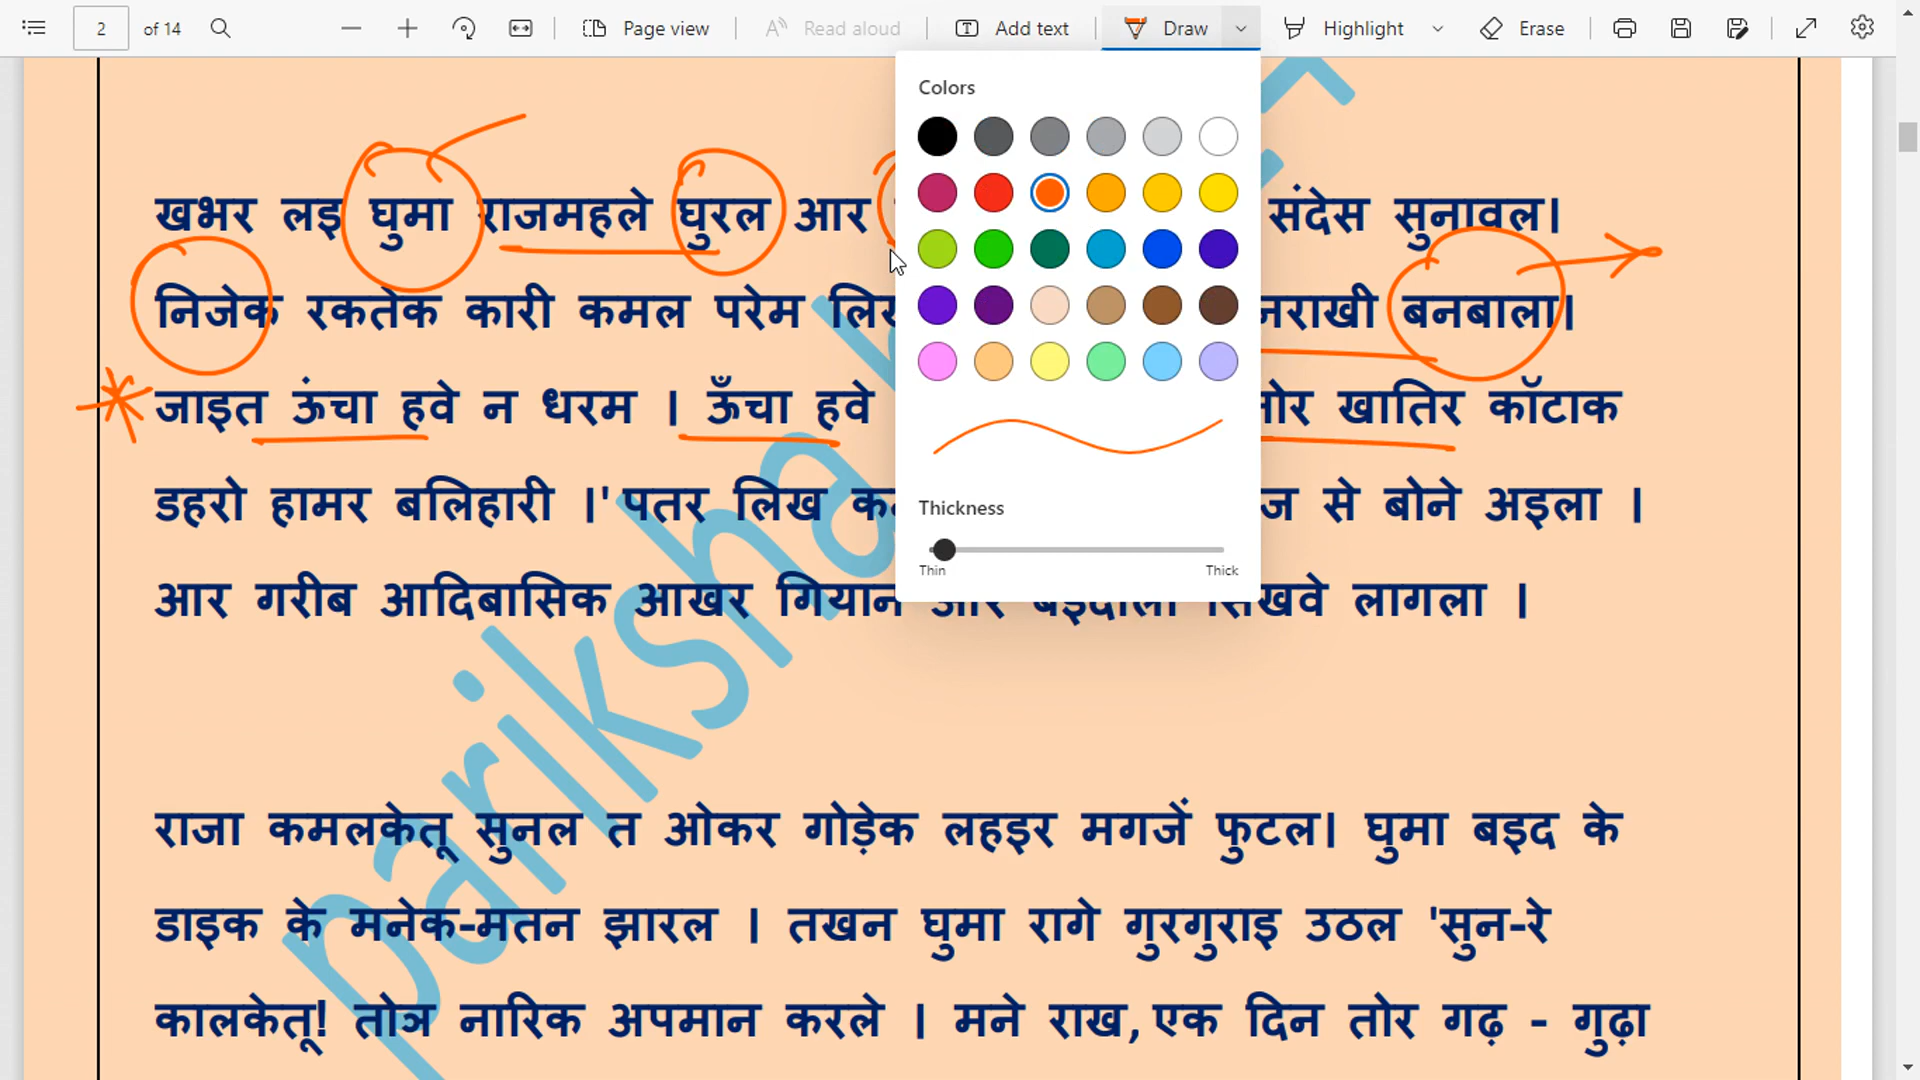 2 of 14 Page view Read aloud Add text Draw Highlight Erase
Colors
Thickness
Thin Thick
खभर लइ घुमा राजमहले घुरल आर संदेस सुनावल।
निजेक रकतेक कारी कमल परेम बनबाला।
जाइत ऊंचा हवे न धरम । ऊँचा हवे खातिर कॉटाक
डहरो हामर बलिहारी ।' पतर लिख से बोने अइला ।
आर गरीब आदिबासिक आखर गियान लागला ।
राजा कमलकेतू सुनल त ओकर गोड़ेक लहइर मगजें फुटल। घुमा बइद के
डाइक के मनेक-मतन झारल । तखन घुमा रागे गुरगुराइ उठल 'सुन-रे
कालकेतू! तोञ नारिक अपमान करले । मने राख, एक दिन तोर गढ़ - गुढ़ा
pariksha